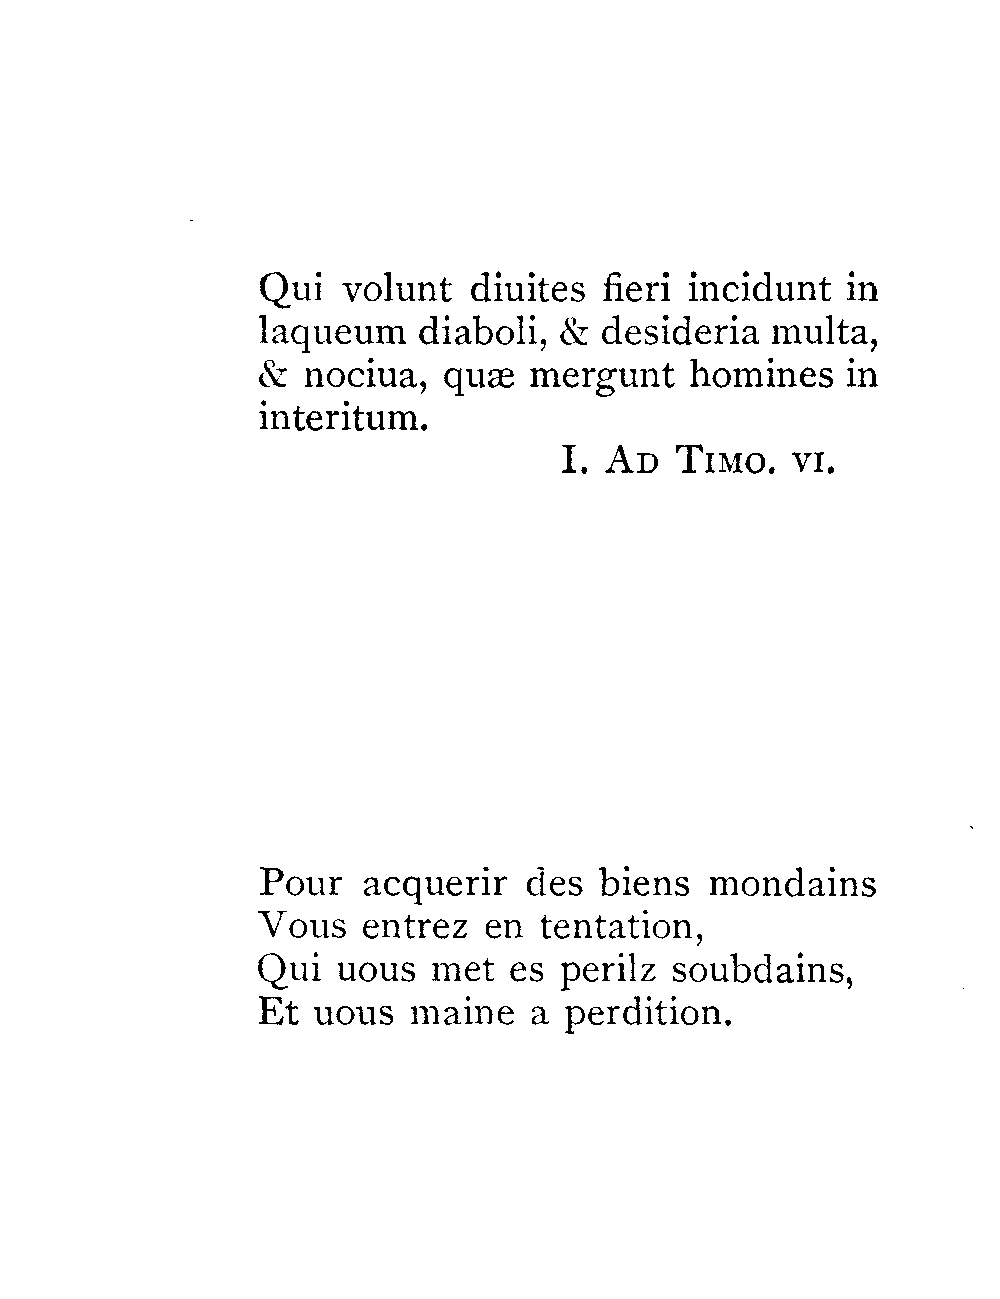 Qui volunt diuites fieri incidunt in
laqueum diaboli, & desideria multa,
& nociua, quæ mergunt homines in
interitum.
I. AD TIMO. VI.
Pour acquerir des biens mondains
Vous entrez en tentation,
Qui uous met es perilz soubdains,
Et uous maine a perdition.